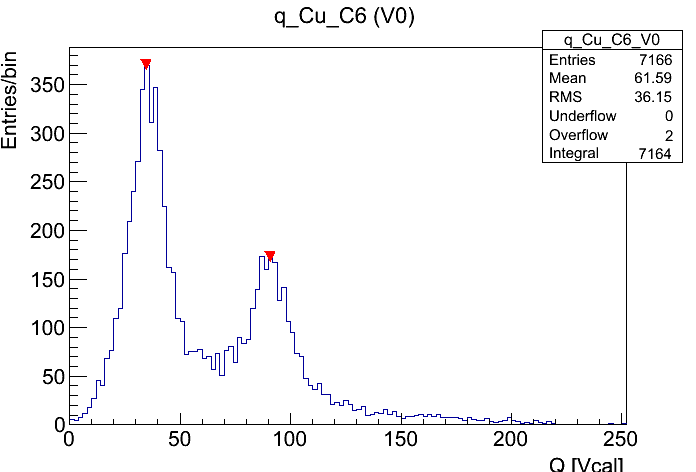 q_Cu_C6 (V0)
q_Cu_C6_V0
Entries 7166
Mean 61.59
RMS 36.15
Underflow 0
Overflow 2
Integral 7164
Entries/bin
350
300
250
200
150
100
50
0
0 50 100 150 200 250
Q [Vcal]